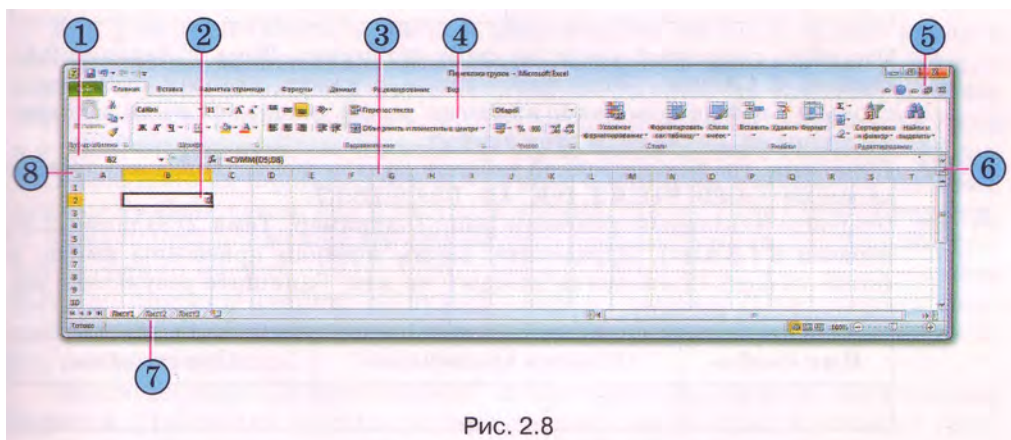 1 2 3 4 5
Microsoft Excel
Главная Вставка Разметка страницы Формулы Данные Рецензирование Вид
Calibri 11 Перенос текста Общий
Вставить Объединить и поместить в центре Условное форматирование Форматировать как таблицу Стили ячеек Вставить Удалить Формат Сортировка и фильтр Найти и выделить
Шрифт Выравнивание Число Стили Ячейки Редактирование
B2 fx =СУММ(D5;D8)
8 6
A B C D E F G H I J K L M N O P Q R S T
1
2
3
4
5
6
7
8
9
10
Лист1 Лист2 Лист3
Готово 100%
7
Рис. 2.8